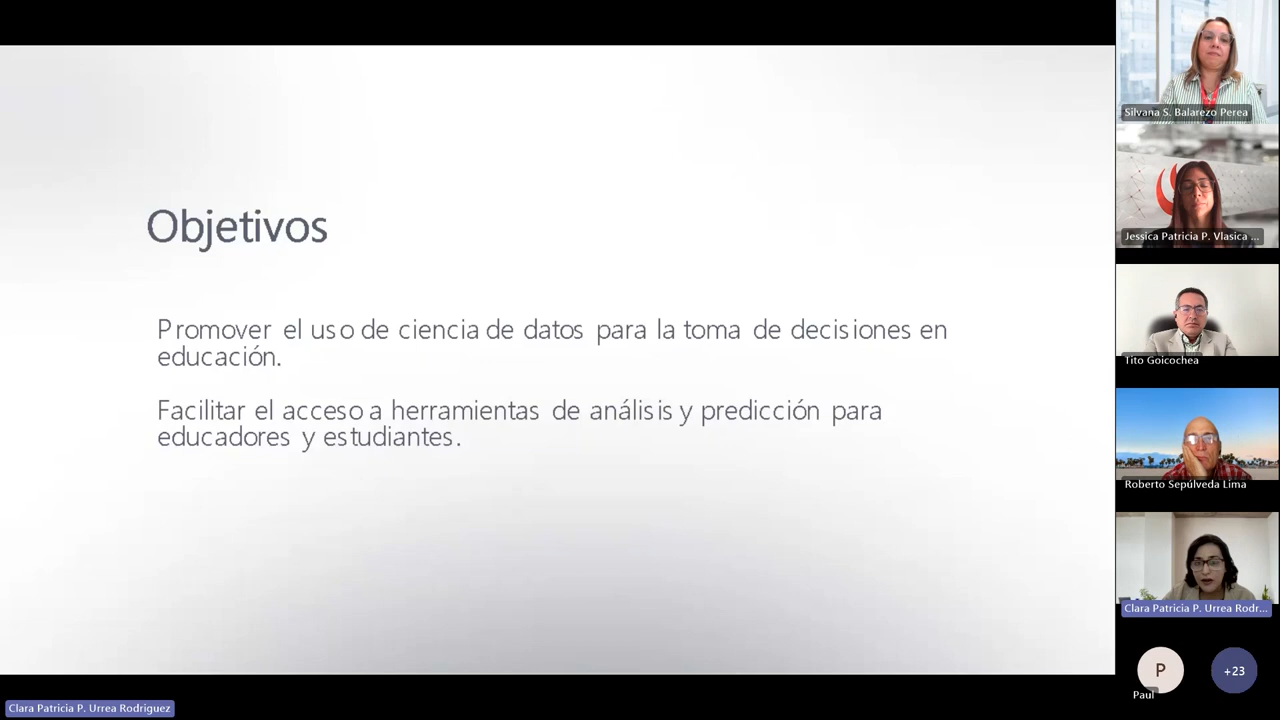 Objetivos
Promover el uso de ciencia de datos para la toma de decisiones en
educación.
Facilitar el acceso a herramientas de análisis y predicción para
educadores y estudiantes.
Silvana S. Balarezo Perea
Jessica Patricia P. Vlasica ...
Tito Goicochea
Roberto Sepúlveda Lima
Clara Patricia P. Urrea Rodr...
P
Paul
+23
Clara Patricia P. Urrea Rodriguez